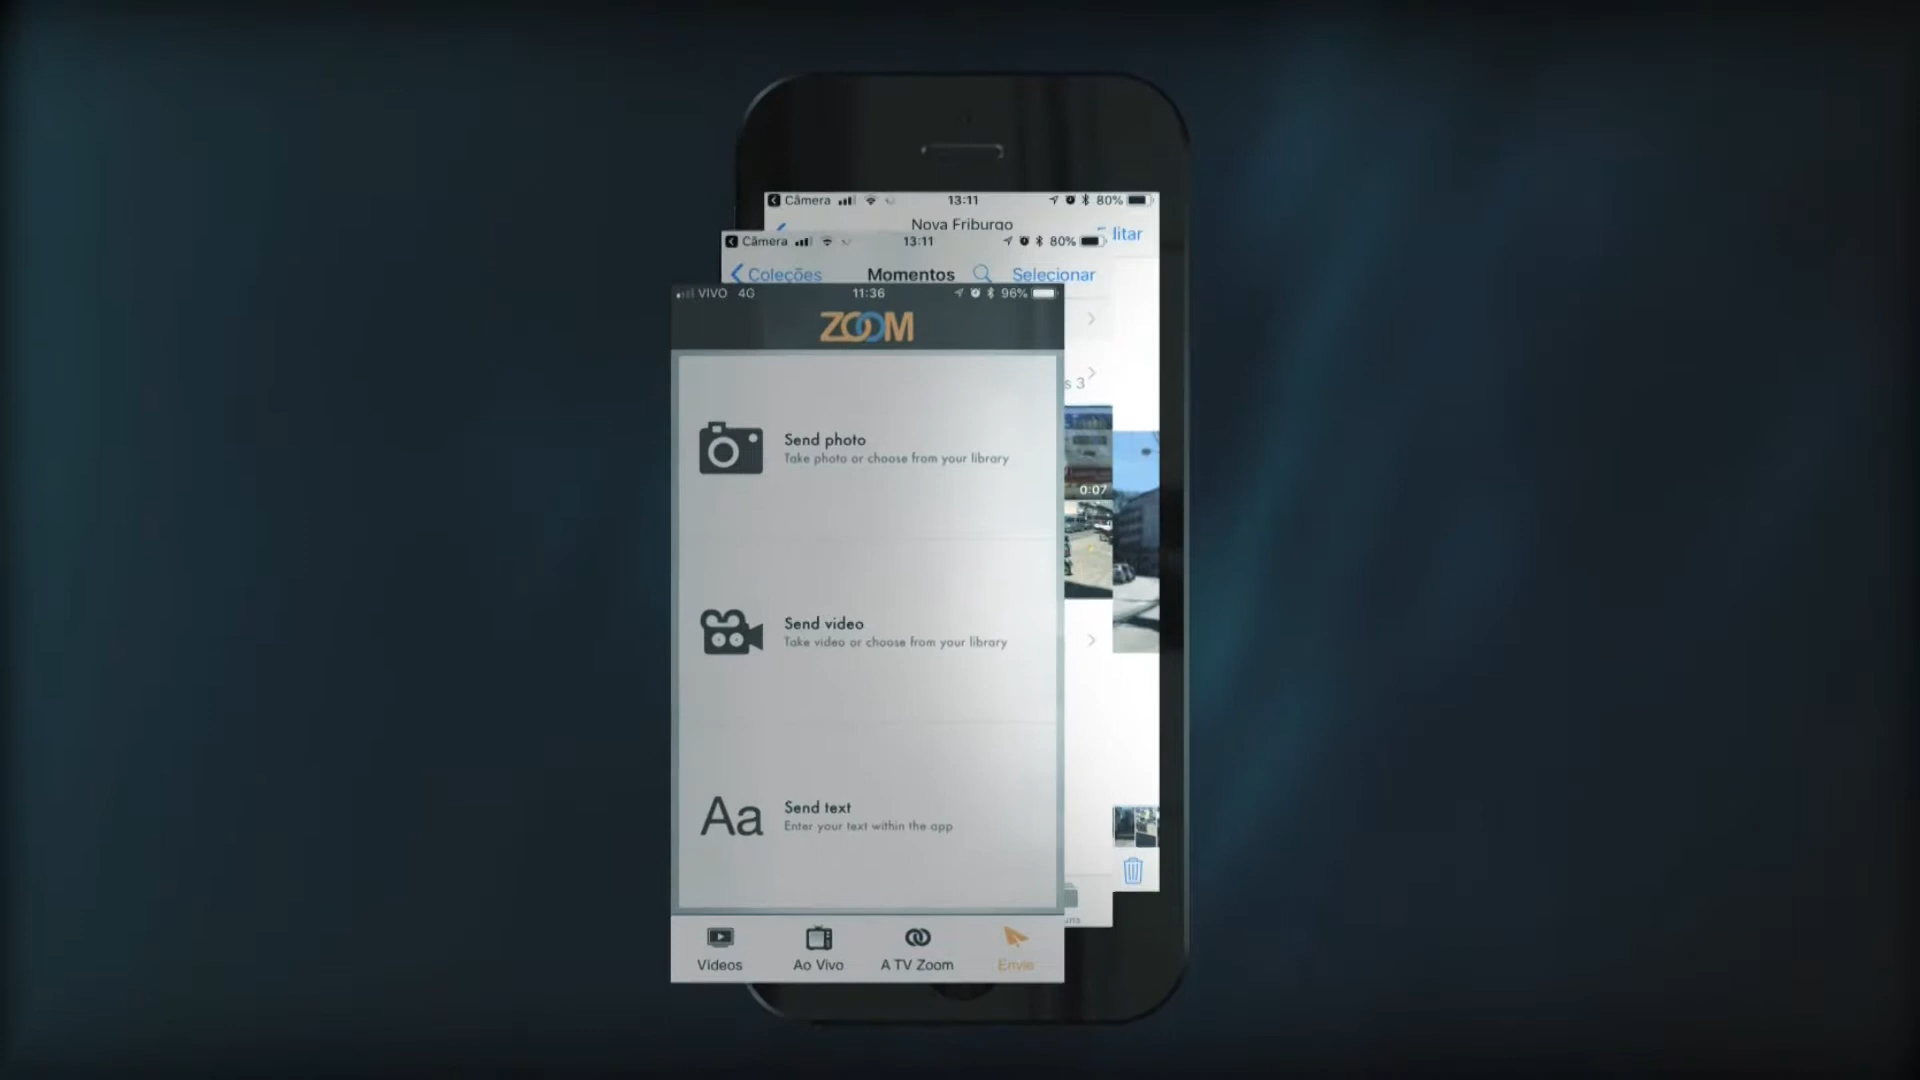 Câmera 13:11 80%
Nova Friburgo
Câmera 13:11 80%
Coleções Momentos Selecionar
VIVO 4G 11:36 96%
ZOOM
s 3
Send photo
Take photo or choose from your library
0:07
Send video
Take video or choose from your library
Send text
Enter your text within the app
Vídeos Ao Vivo A TV Zoom Envie